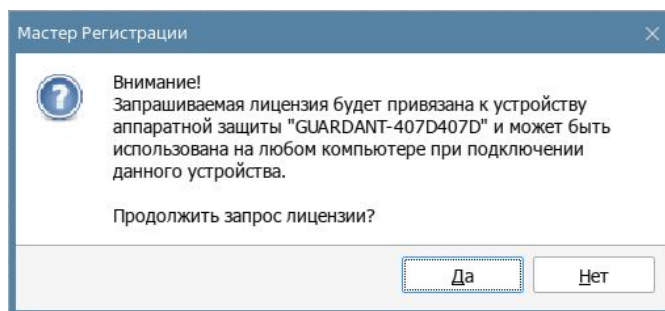 Мастер Регистрации
Внимание!
Запрашиваемая лицензия будет привязана к устройству
аппаратной защиты "GUARDANT-407D407D" и может быть
использована на любом компьютере при подключении
данного устройства.
Продолжить запрос лицензии?
Да
Нет